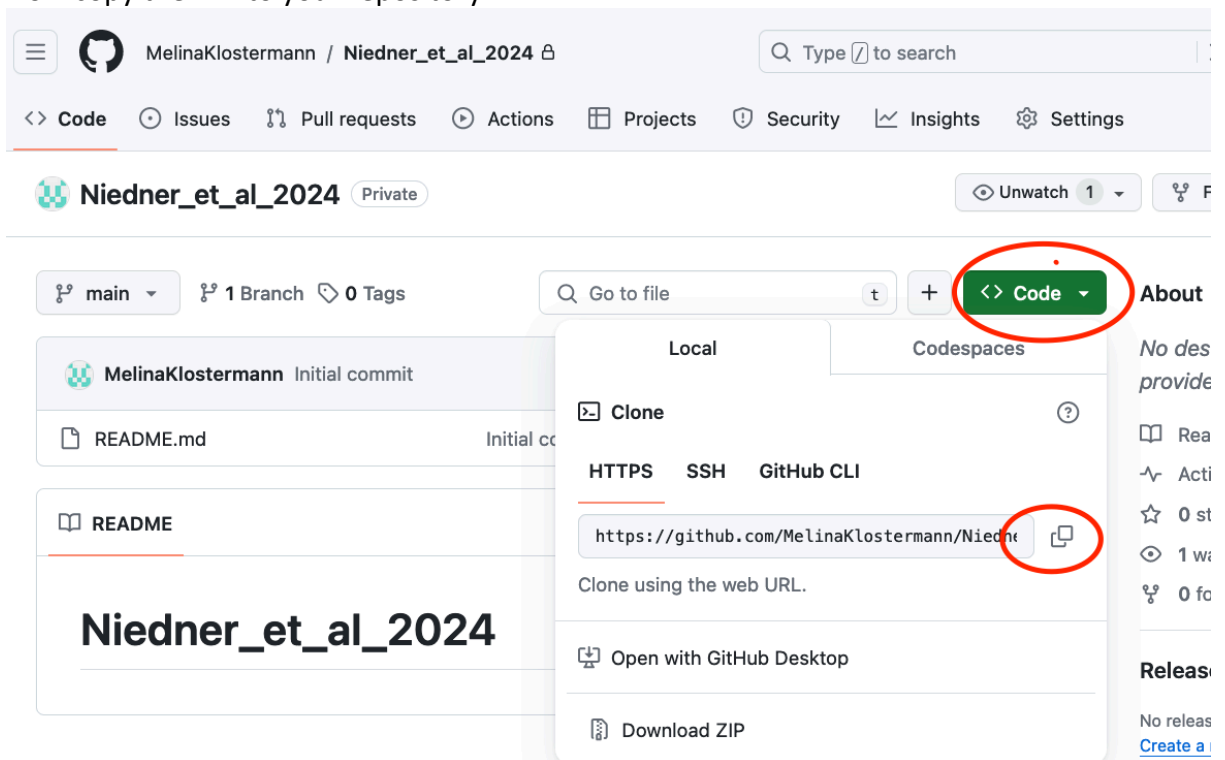 MelinaKlostermann / Niedner_et_al_2024
Type / to search
Code Issues Pull requests Actions Projects Security Insights Settings
Niedner_et_al_2024 Private
Unwatch 1
main 1 Branch 0 Tags
Go to file t
+
Code
About
MelinaKlostermann Initial commit
README.md Initial
README
Niedner_et_al_2024
Local Codespaces
Clone
HTTPS SSH GitHub CLI
https://github.com/MelinaKlostermann/Niedne
Clone using the web URL.
Open with GitHub Desktop
Download ZIP
No des
provide
Rea
Acti
0 st
1 wa
0 fo
Release
No releas
Create a